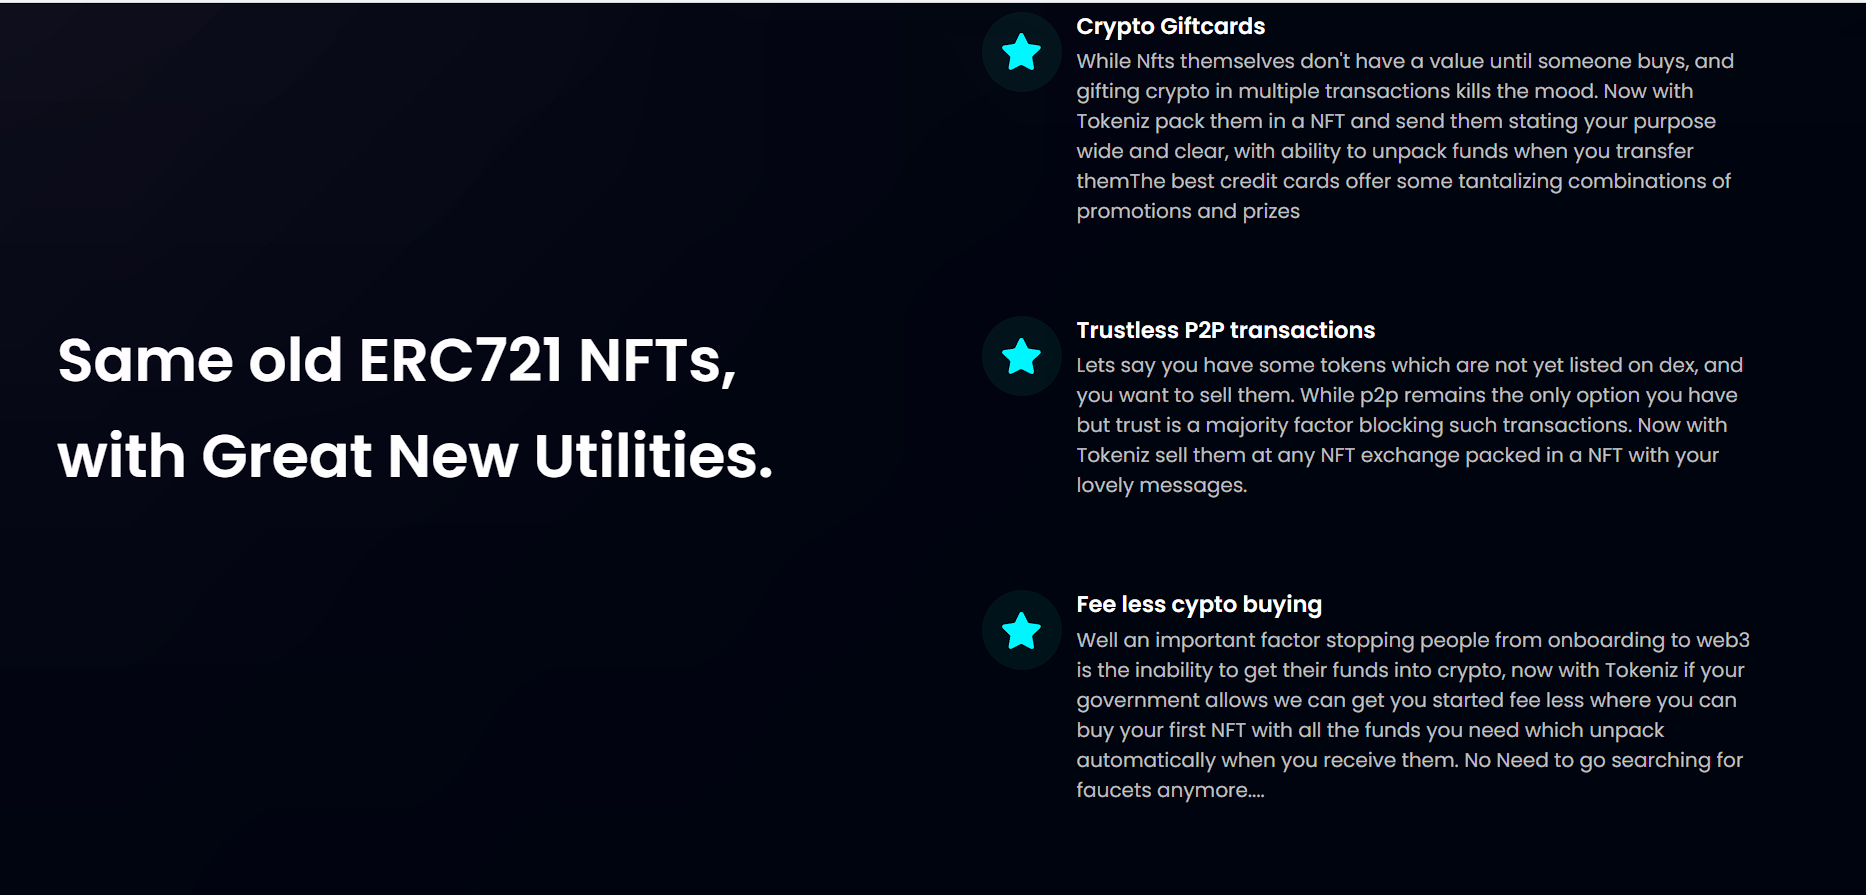 Same old ERC721 NFTs,
with Great New Utilities.
Crypto Giftcards
While Nfts themselves don't have a value until someone buys, and
gifting crypto in multiple transactions kills the mood. Now with
Tokeniz pack them in a NFT and send them stating your purpose
wide and clear, with ability to unpack funds when you transfer
themThe best credit cards offer some tantalizing combinations of
promotions and prizes
Trustless P2P transactions
Lets say you have some tokens which are not yet listed on dex, and
you want to sell them. While p2p remains the only option you have
but trust is a majority factor blocking such transactions. Now with
Tokeniz sell them at any NFT exchange packed in a NFT with your
lovely messages.
Fee less cypto buying
Well an important factor stopping people from onboarding to web3
is the inability to get their funds into crypto, now with Tokeniz if your
government allows we can get you started fee less where you can
buy your first NFT with all the funds you need which unpack
automatically when you receive them. No Need to go searching for
faucets anymore....